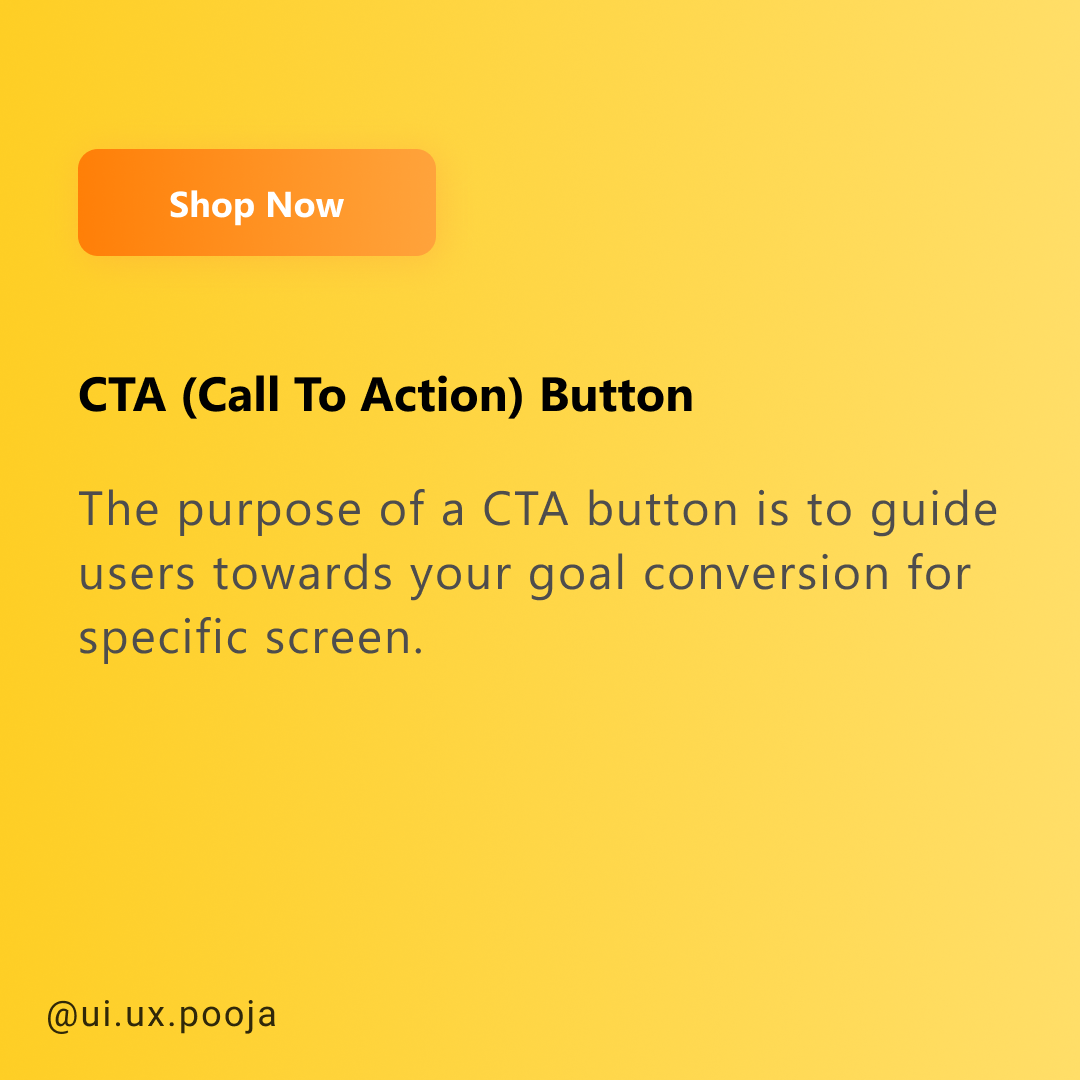 Shop Now
CTA (Call To Action) Button
The purpose of a CTA button is to guide
users towards your goal conversion for
specific screen.
@ui.ux.pooja